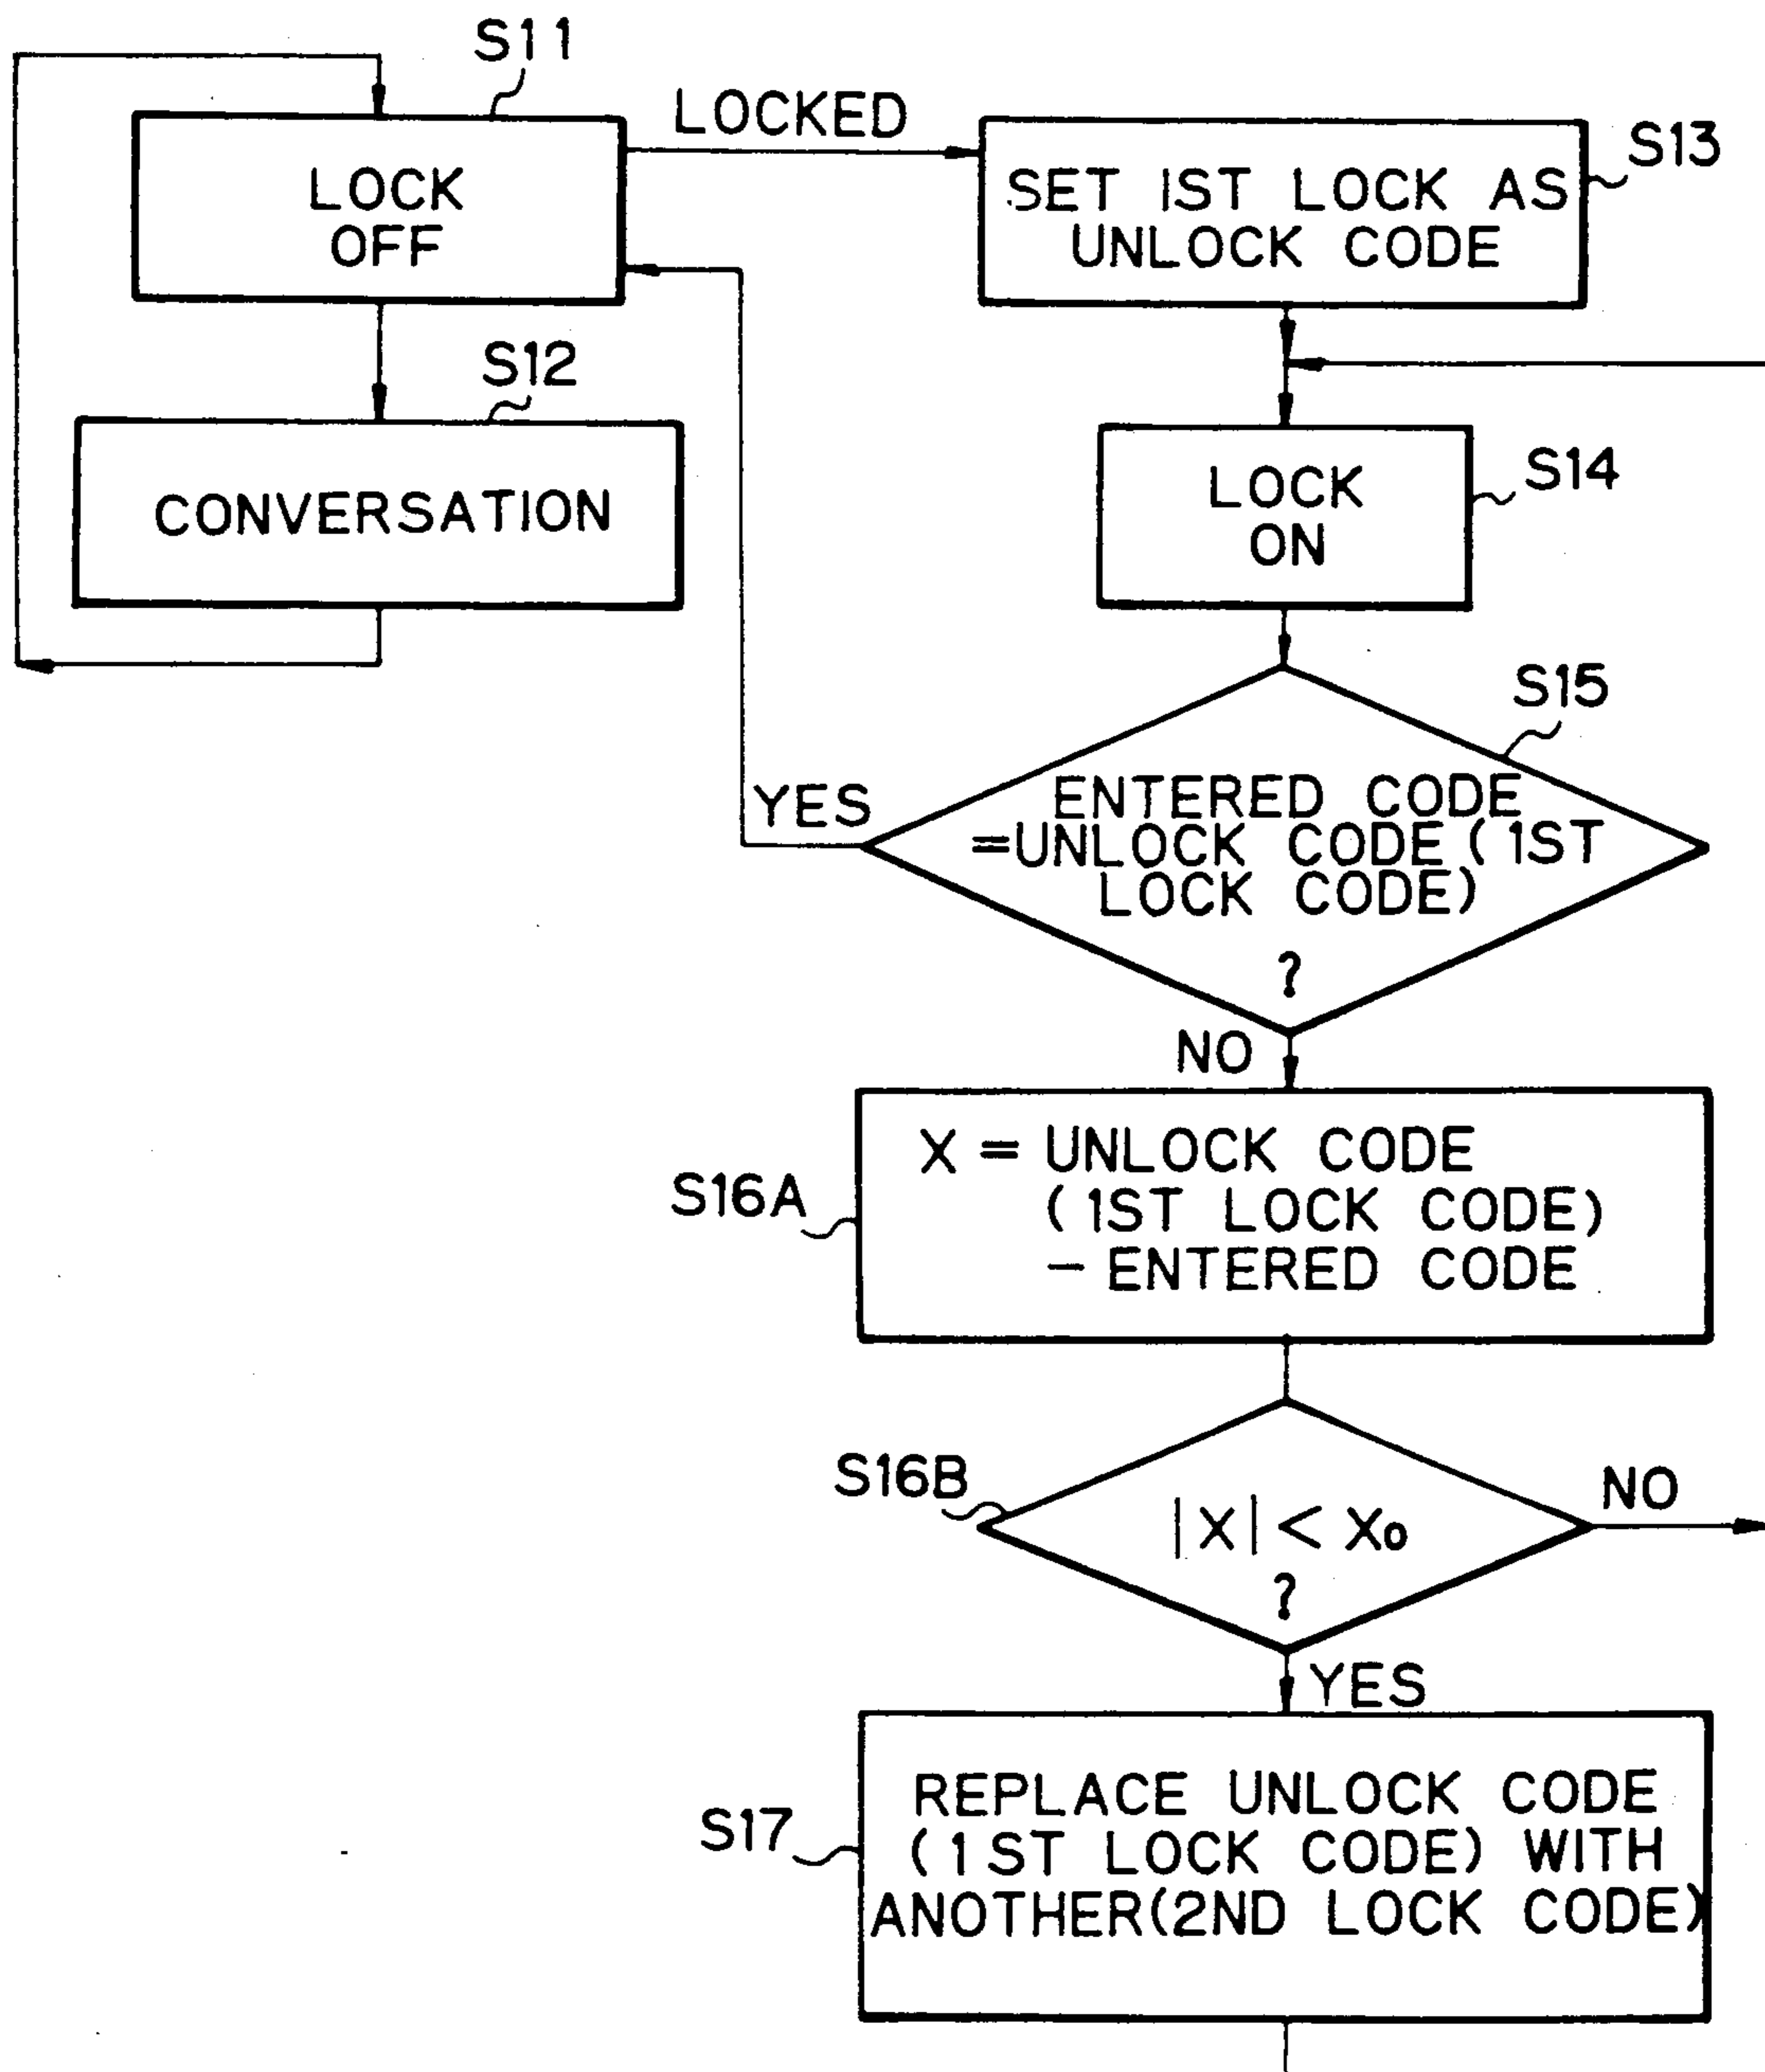 S11
LOCK
OFF
LOCKED
S13
SET 1ST LOCK AS
UNLOCK CODE
S12
CONVERSATION
S14
LOCK
ON
S15
YES
ENTERED CODE
=UNLOCK CODE (1ST
LOCK CODE)
?
NO
S16A
X = UNLOCK CODE
(1ST LOCK CODE)
- ENTERED CODE
S16B
|X| < X₀
?
NO
YES
S17
REPLACE UNLOCK CODE
(1ST LOCK CODE) WITH
ANOTHER(2ND LOCK CODE)